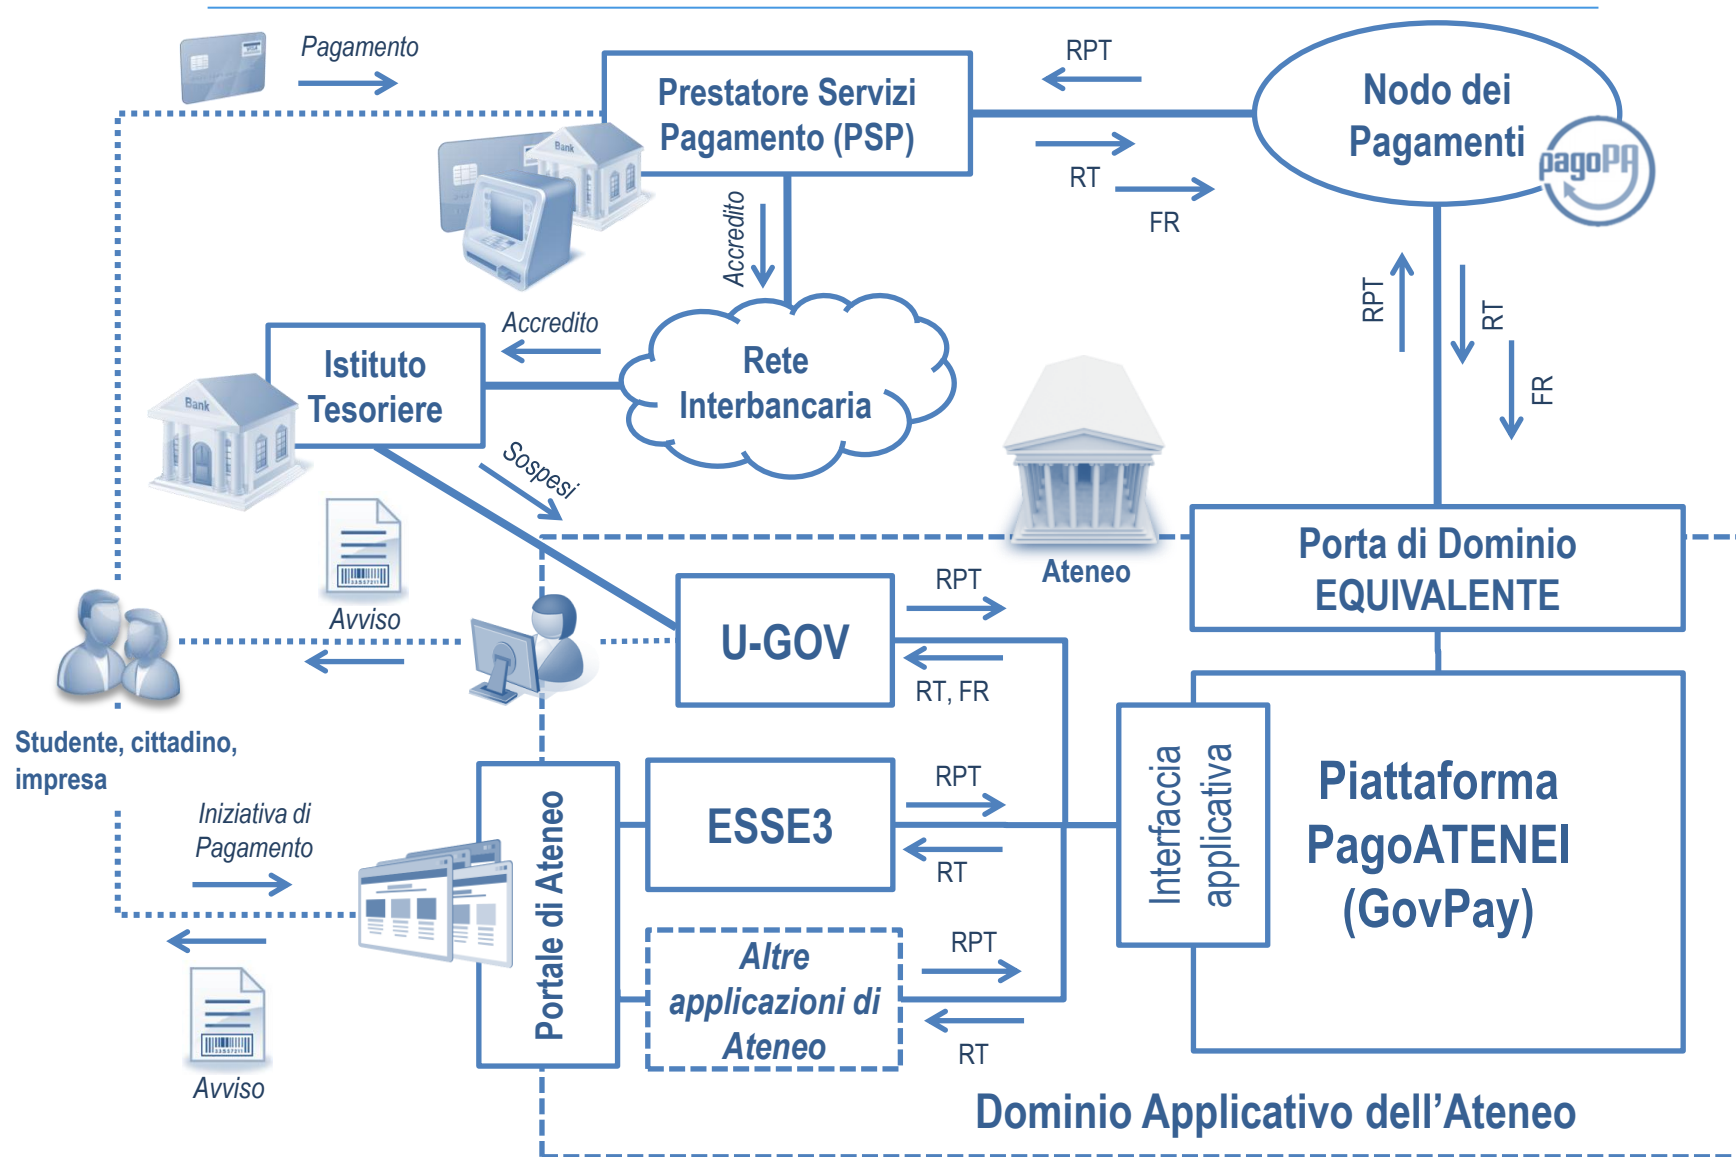 Pagamento
RPT
Prestatore Servizi
Pagamento (PSP)
Nodo dei
Pagamenti
pagoPA
Bank
RT
FR
Accredito
Accredito
RPT
RT
FR
Istituto
Tesoriere
Rete
Interbancaria
Bank
Sospesi
Avviso
Ateneo
Porta di Dominio
EQUIVALENTE
RPT
U-GOV
RT, FR
Studente, cittadino,
impresa
Iniziativa di
Pagamento
Portale di Ateneo
RPT
ESSE3
RT
Interfaccia
applicativa
Piattaforma
PagoATENEI
(GovPay)
RPT
Altre
applicazioni di
Ateneo
RT
Avviso
Dominio Applicativo dell’Ateneo